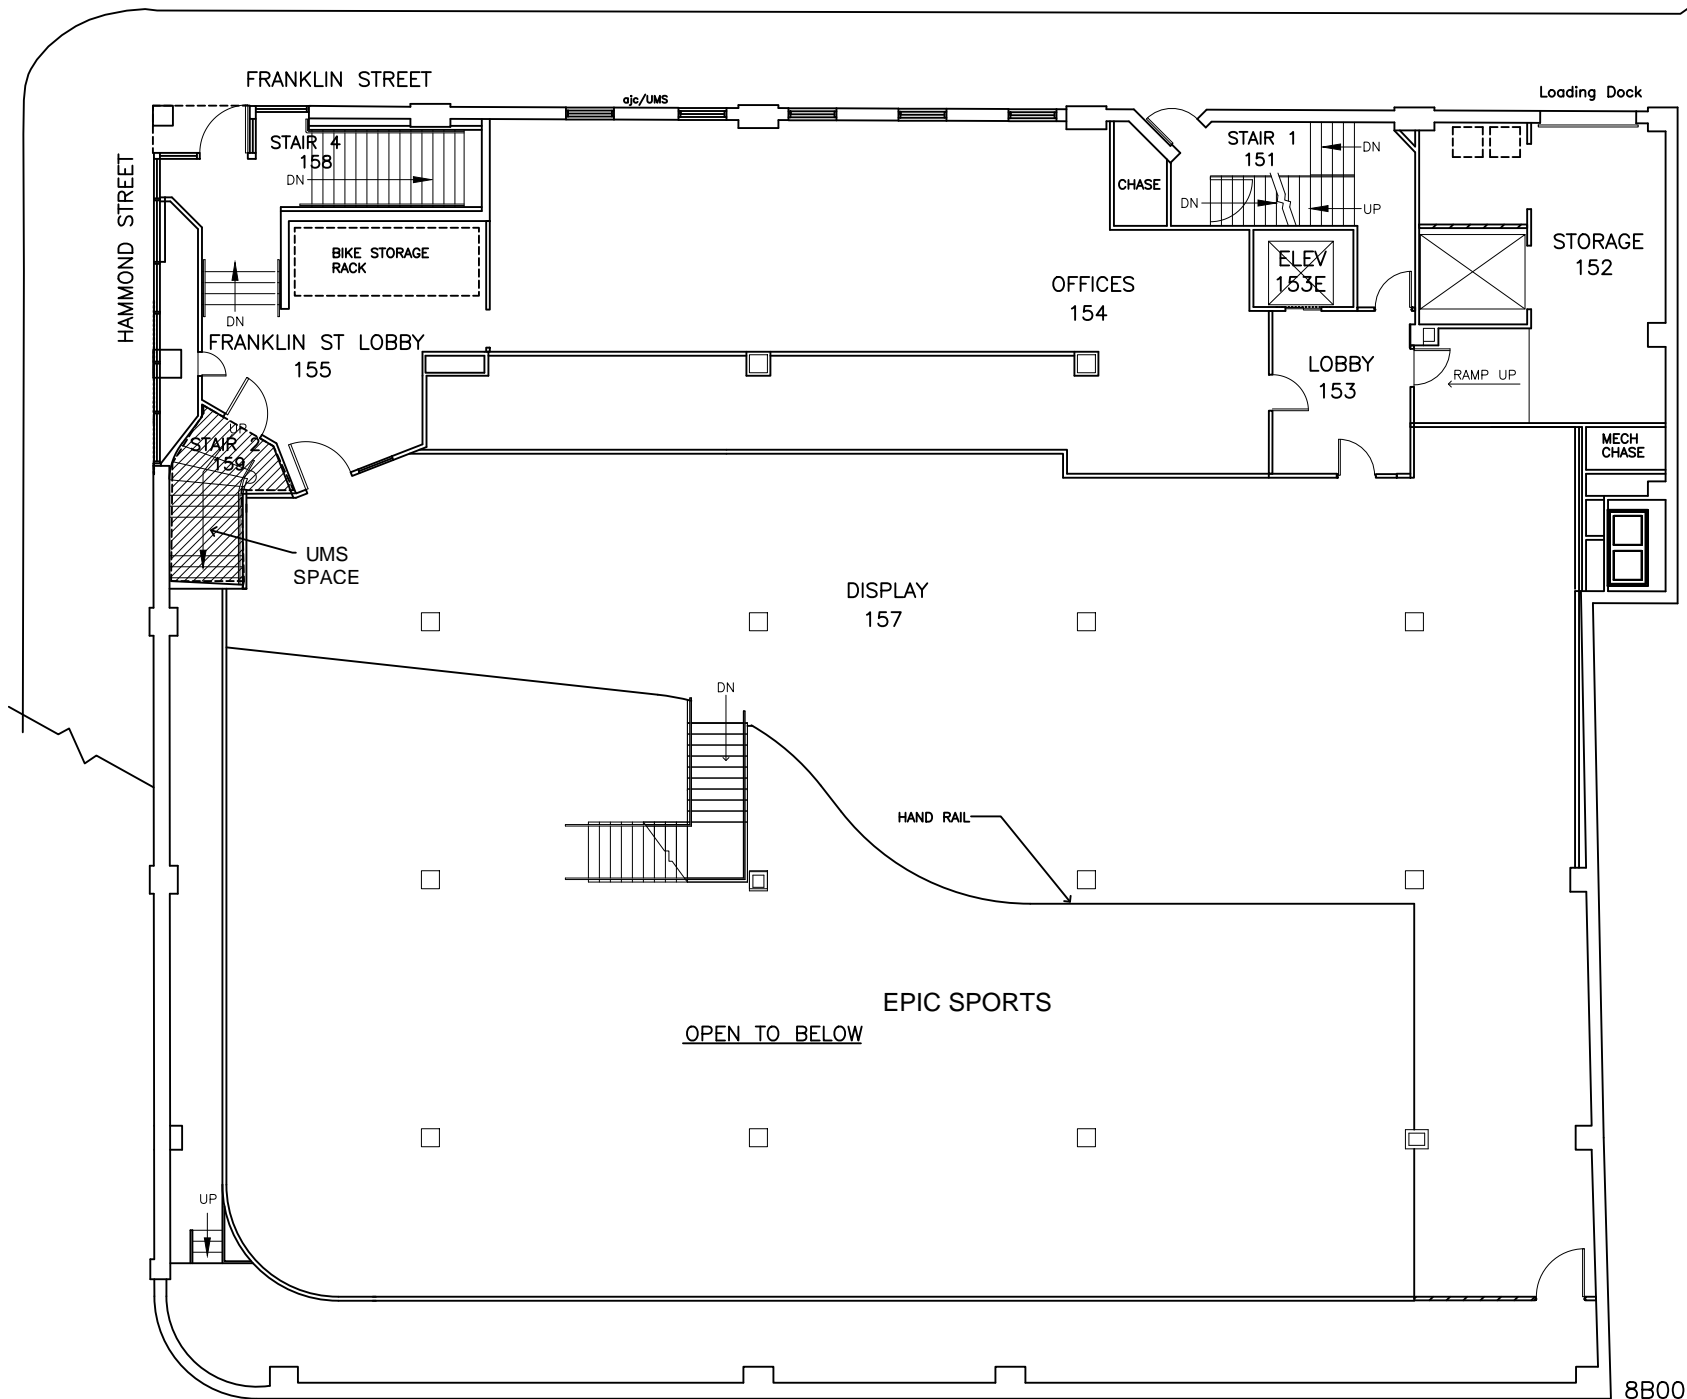 FRANKLIN STREET
ajc/UMS
Loading Dock
HAMMOND STREET
STAIR 4
158
DN
STAIR 1
151
DN
DN
UP
CHASE
BIKE STORAGE
RACK
ELEV
153E
STORAGE
152
OFFICES
154
DN
FRANKLIN ST LOBBY
155
LOBBY
153
RAMP UP
UP
STAIR 2
159
MECH
CHASE
UMS
SPACE
DISPLAY
157
DN
HAND RAIL
EPIC SPORTS
OPEN TO BELOW
UP
8B00